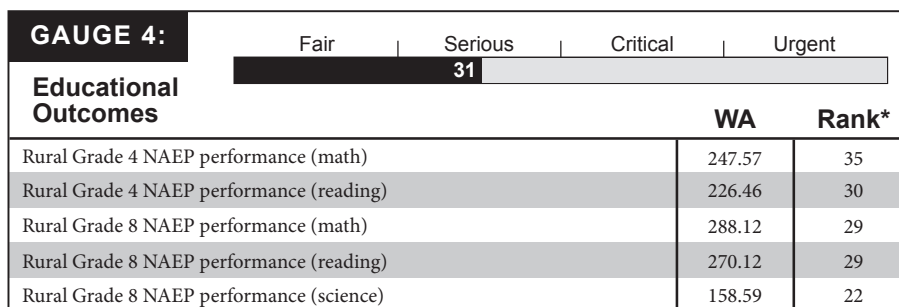 GAUGE 4:
Fair | Serious | Critical | Urgent
31
Educational
Outcomes
WA Rank*
Rural Grade 4 NAEP performance (math) 247.57 35
Rural Grade 4 NAEP performance (reading) 226.46 30
Rural Grade 8 NAEP performance (math) 288.12 29
Rural Grade 8 NAEP performance (reading) 270.12 29
Rural Grade 8 NAEP performance (science) 158.59 22